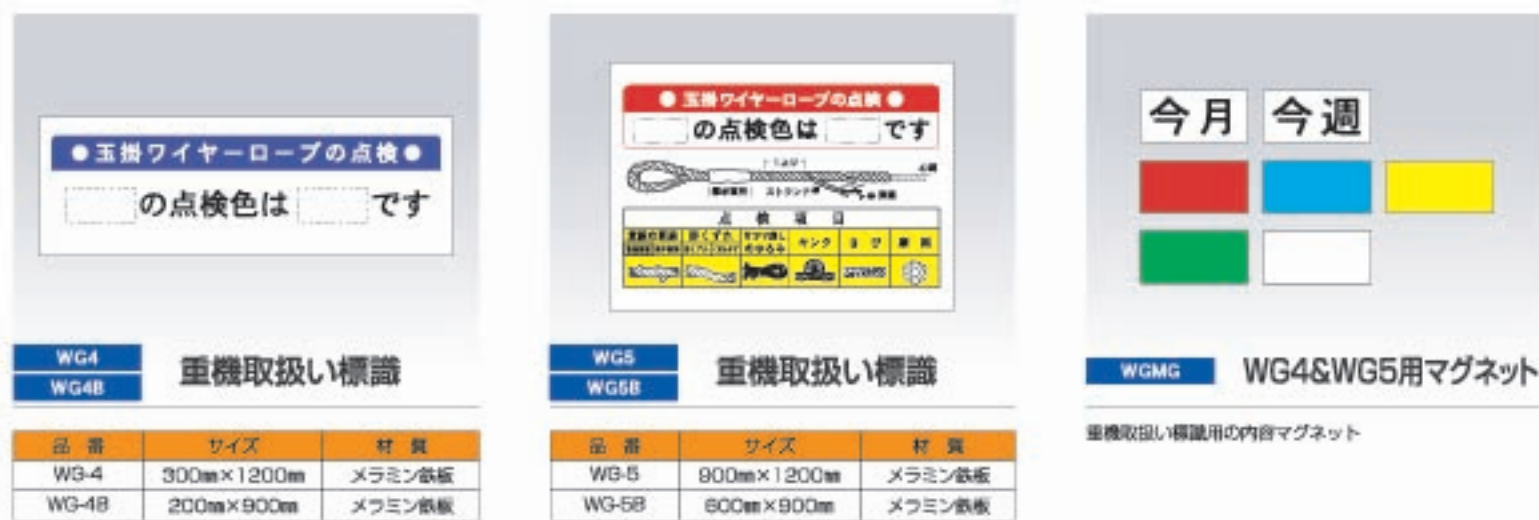 ●玉掛ワイヤーロープの点検●
の点検色は です
WG4
WG4B
重機取扱い標識
品番 サイズ 材質
WG-4 300mm×1200mm メラミン鉄板
WG-4B 200mm×900mm メラミン鉄板
●玉掛ワイヤーロープの点検●
の点検色は です
ストランド
点検項目
キンク
WG5
WG5B
重機取扱い標識
品番 サイズ 材質
WG-5 900mm×1200mm メラミン鉄板
WG-5B 600mm×900mm メラミン鉄板
今月 今週
WGMG
WG4&WG5用マグネット
重機取扱い標識用の内容マグネット